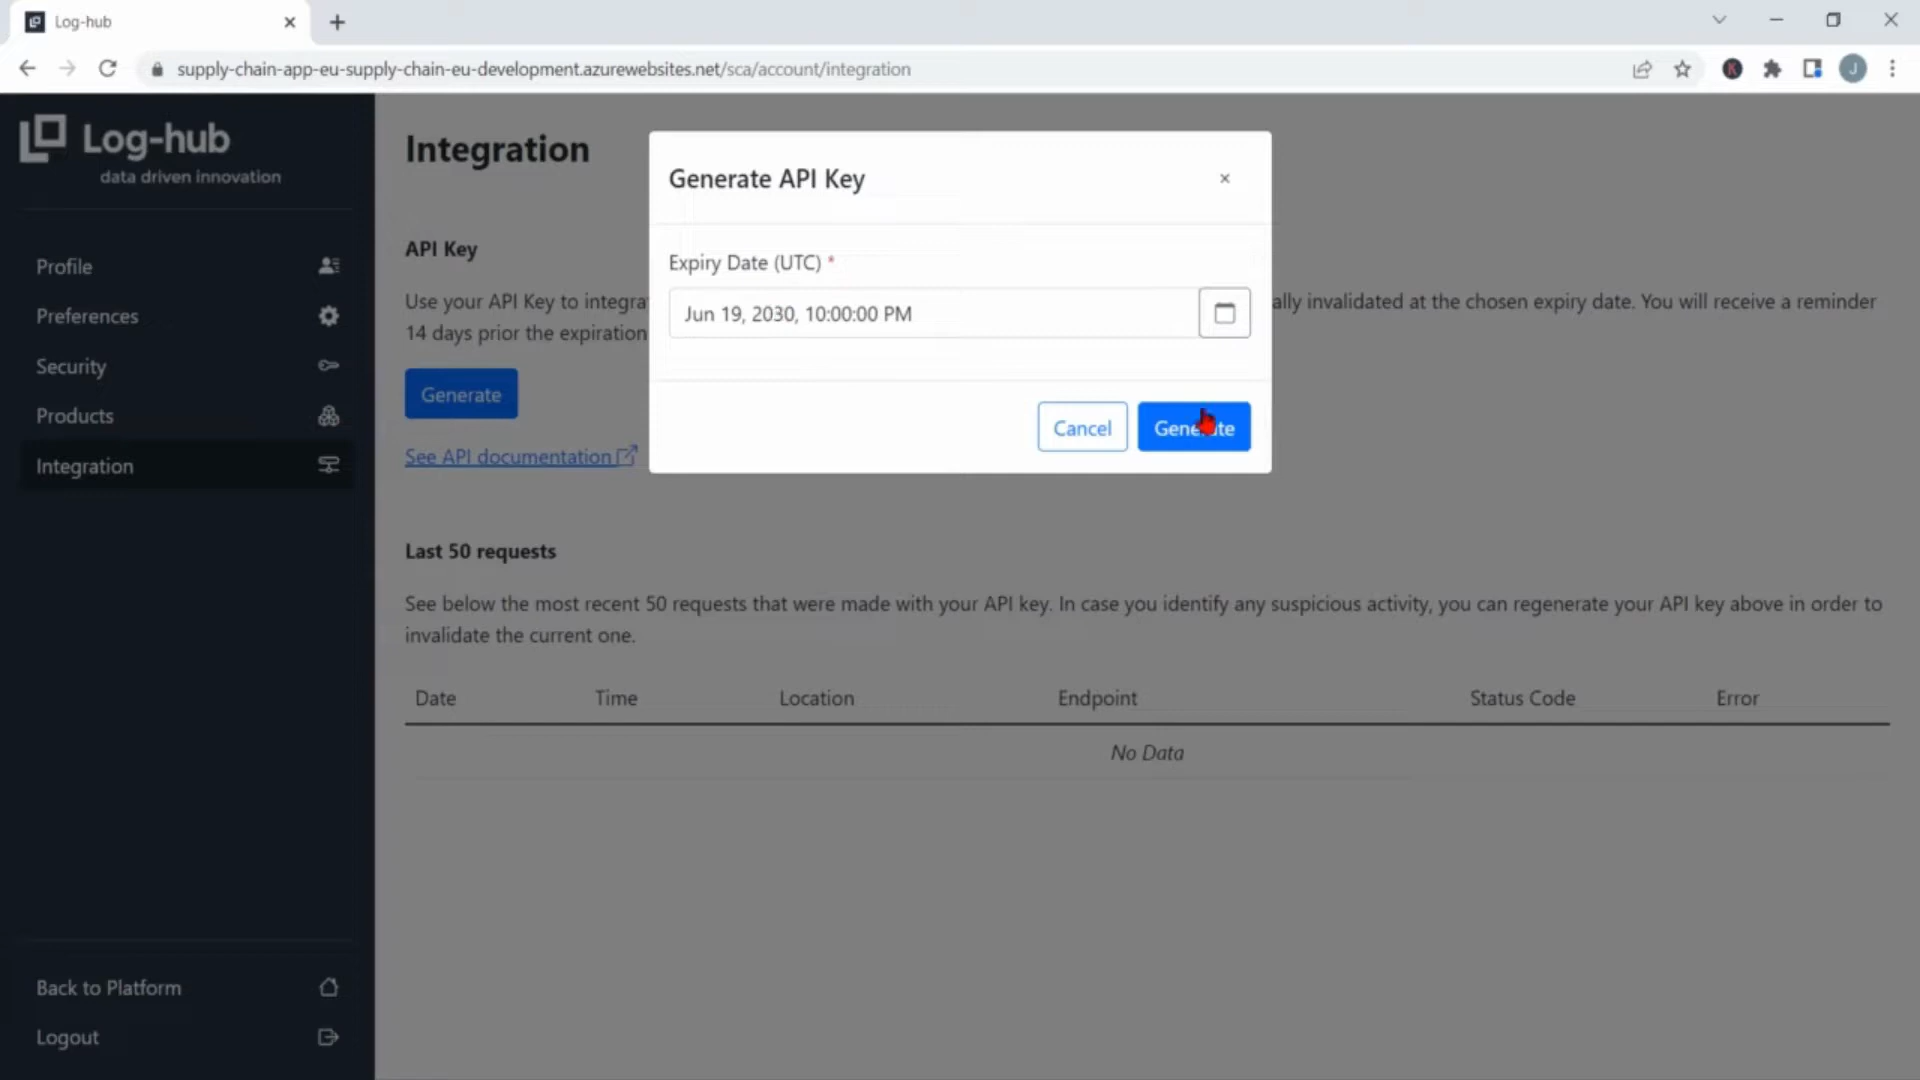 Log-hub
supply-chain-app-eu-supply-chain-eu-development.azurewebsites.net/sca/account/integration
J
Log-hub
data driven innovation
Profile
Preferences
Security
Products
Integration
Back to Platform
Logout
Integration
API Key
Use your API Key to integra
ally invalidated at the chosen expiry date. You will receive a reminder
14 days prior the expiration
Generate
See API documentation
Generate API Key
×
Expiry Date (UTC) *
Jun 19, 2030, 10:00:00 PM
Cancel
Generate
Last 50 requests
See below the most recent 50 requests that were made with your API key. In case you identify any suspicious activity, you can regenerate your API key above in order to
invalidate the current one.
Date Time Location Endpoint Status Code Error
No Data